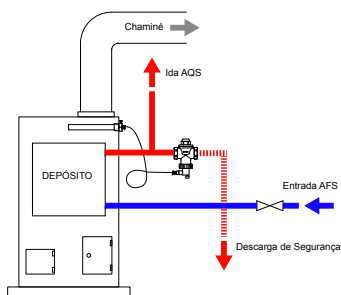 Chaminé
Ida AQS
DEPÓSITO
Entrada AFS
Descarga de Segurança